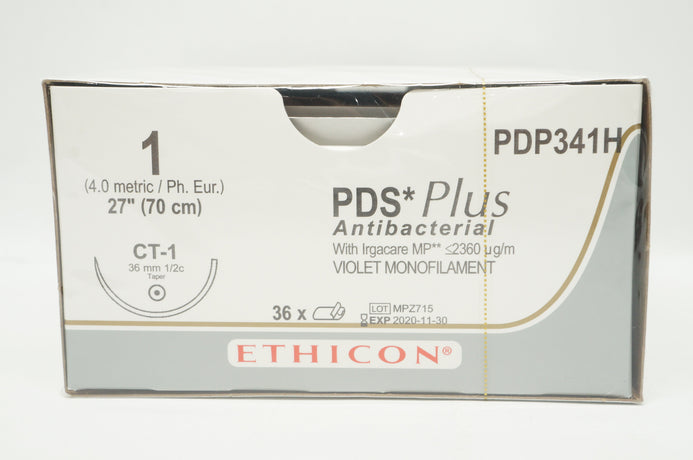 1
(4.0 metric / Ph. Eur.)
27" (70 cm)
CT-1
36 mm 1/2c
Taper
PDP341H
PDS* Plus
Antibacterial
With Irgacare MP** ≤2360 µg/m
VIOLET MONOFILAMENT
36 x
LOT MPZ715
EXP 2020-11-30
ETHICON®